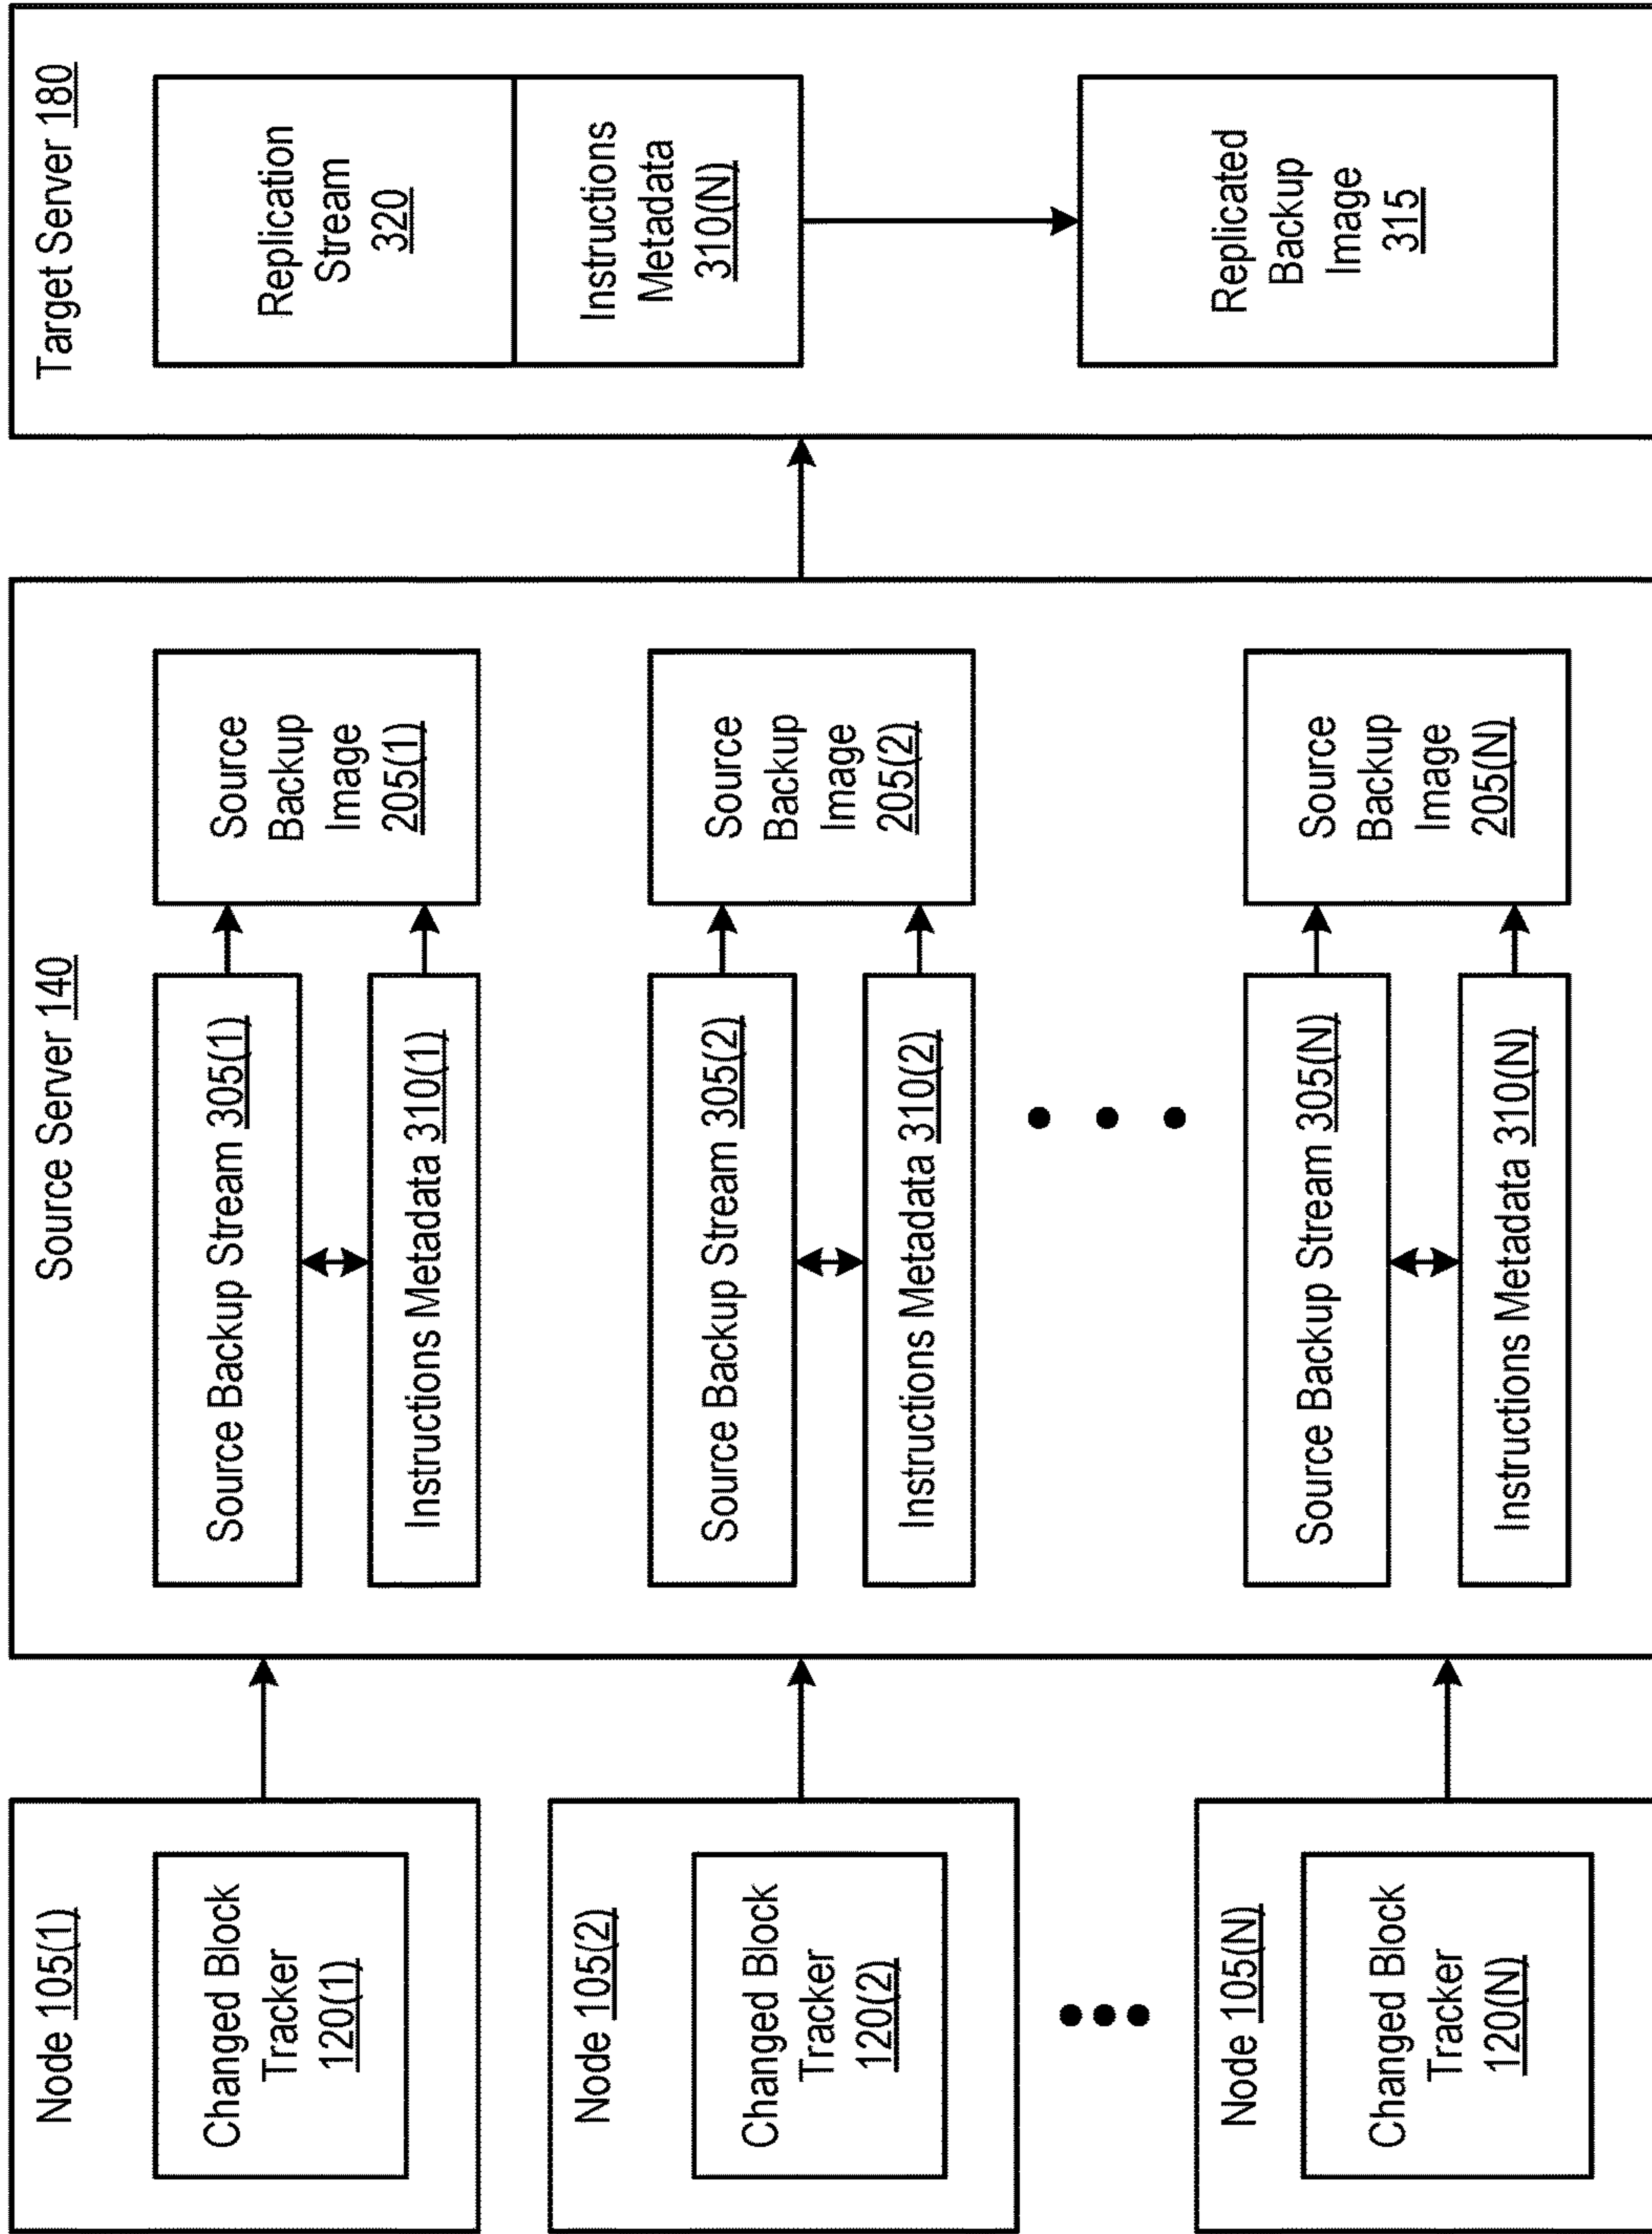 Node 105(1)
Changed Block
Tracker
120(1)
Node 105(2)
Changed Block
Tracker
120(2)
Node 105(N)
Changed Block
Tracker
120(N)
Source Server 140
Source Backup Stream 305(1)
Instructions Metadata 310(1)
Source
Backup
Image
205(1)
Source Backup Stream 305(2)
Instructions Metadata 310(2)
Source
Backup
Image
205(2)
Source Backup Stream 305(N)
Instructions Metadata 310(N)
Source
Backup
Image
205(N)
Target Server 180
Replication
Stream
320
Instructions
Metadata
310(N)
Replicated
Backup
Image
315